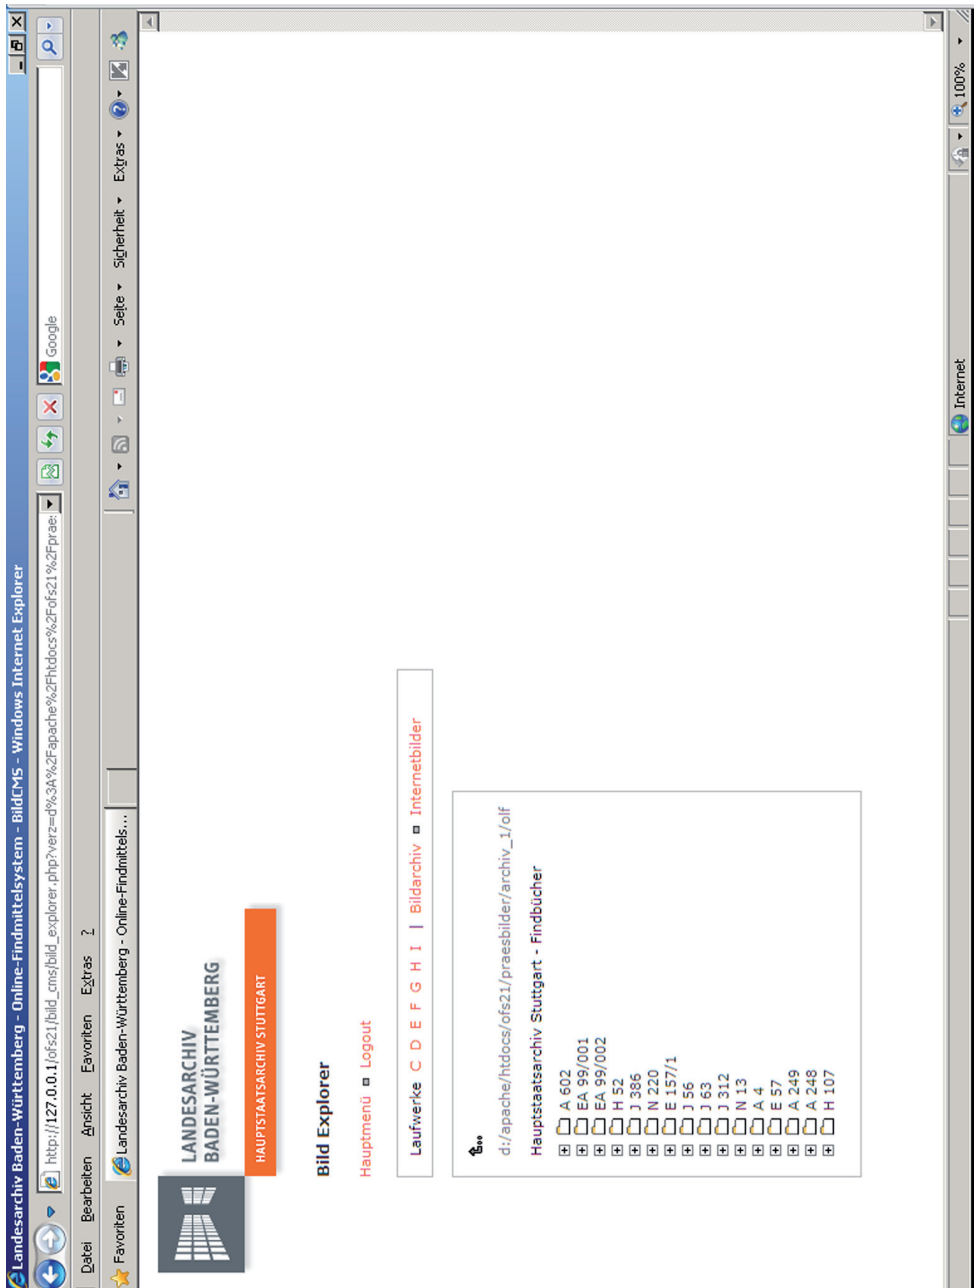 Landesarchiv Baden-Württemberg - Online-Findmittelsystem - BildCMS - Windows Internet Explorer
http://127.0.0.1/ofs21/bild_cms/bild_explorer.php?verz=d%3A%2Fapache%2Fhtdocs%2Fofs21%2Fpraes
Google
Datei Bearbeiten Ansicht Favoriten Extras ?
Favoriten Landesarchiv Baden-Württemberg - Online-Findmittels...
Seite Sicherheit Extras
LANDESARCHIV
BADEN-WÜRTTEMBERG
HAUPTSTAATSARCHIV STUTTGART
Bild Explorer
Hauptmenü Logout
Laufwerke C D E F G H I | Bildarchiv Internetbilder
d:/apache/htdocs/ofs21/praesbilder/archiv_1/olf
Hauptstaatsarchiv Stuttgart - Findbücher
A 602
EA 99/001
EA 99/002
H 52
J 386
N 220
E 157/1
J 56
J 63
J 312
N 13
A 4
E 57
A 249
A 248
H 107
Internet
100%